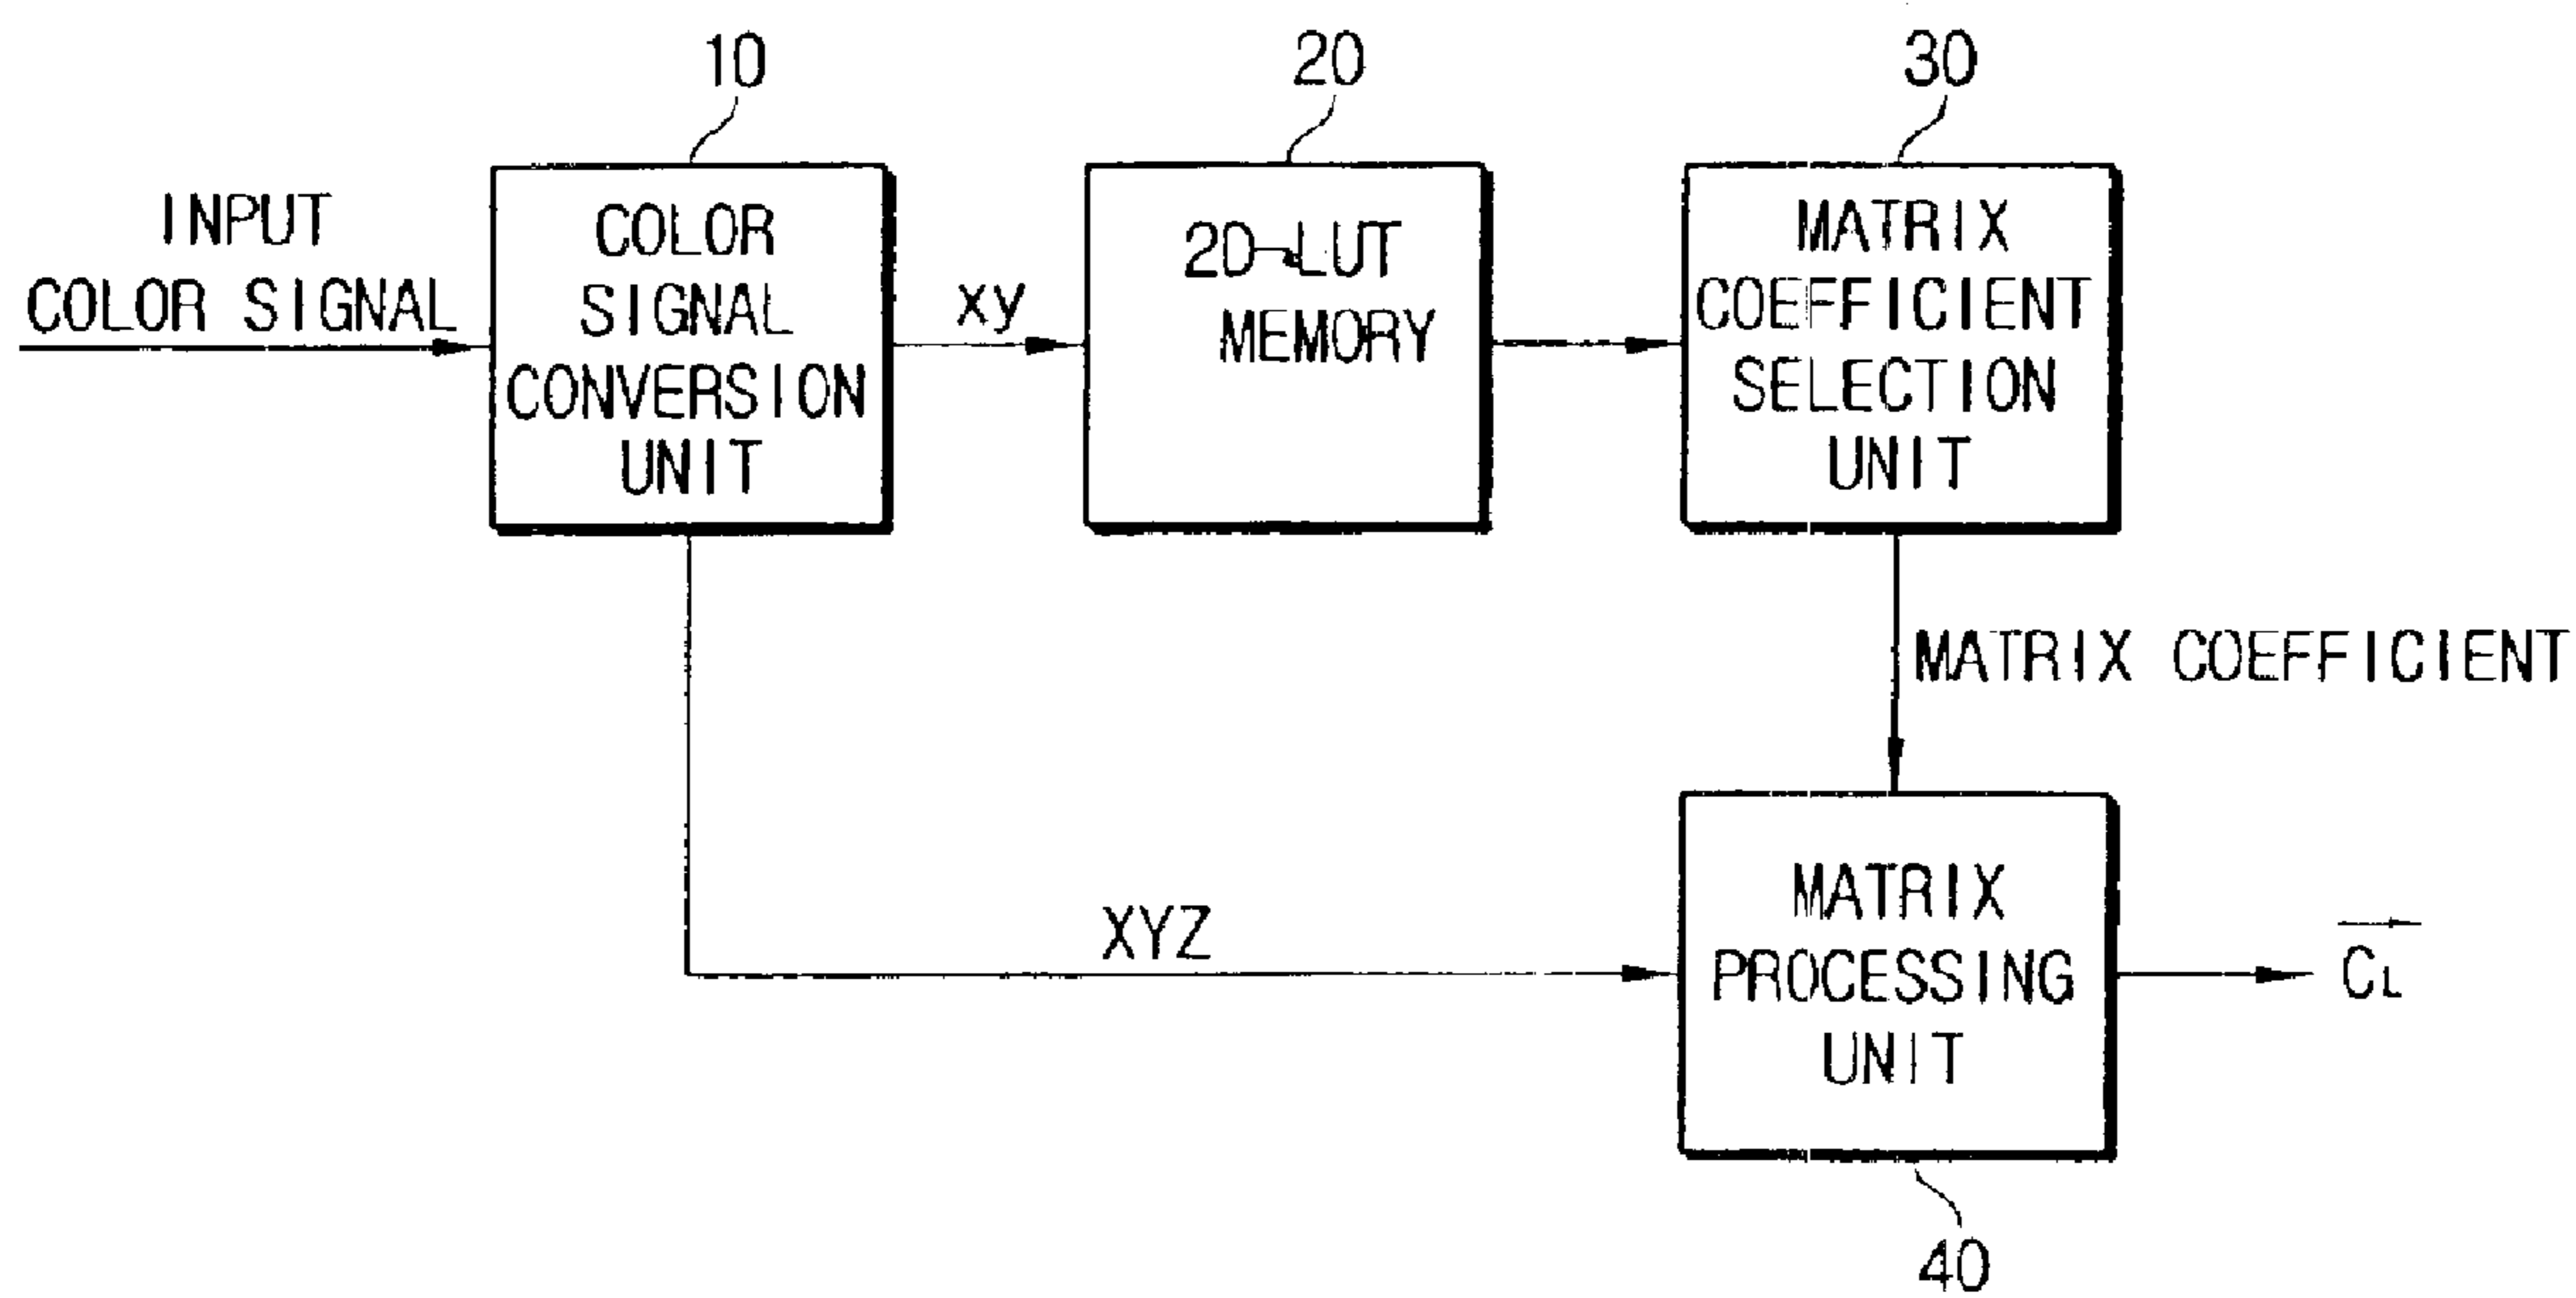 10
20
30
INPUT
COLOR SIGNAL
COLOR
SIGNAL
CONVERSION
UNIT
xy
2D-LUT
MEMORY
MATRIX
COEFFICIENT
SELECTION
UNIT
MATRIX COEFFICIENT
XYZ
MATRIX
PROCESSING
UNIT
CL
40